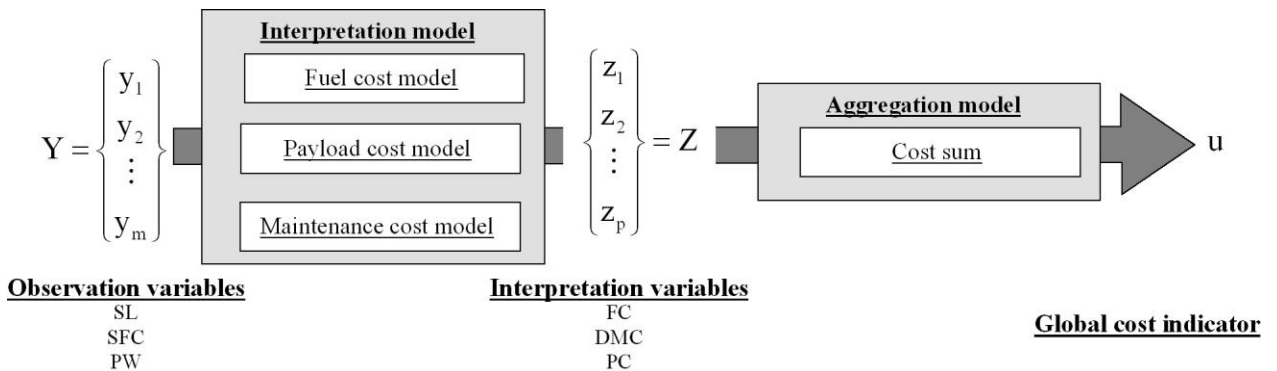 Interpretation model
Fuel cost model
Payload cost model
Maintenance cost model
Y = { y1 y2 ⋮ ym }
{ z1 z2 ⋮ zp } = Z
Aggregation model
Cost sum
u
Observation variables
SL
SFC
PW
Interpretation variables
FC
DMC
PC
Global cost indicator